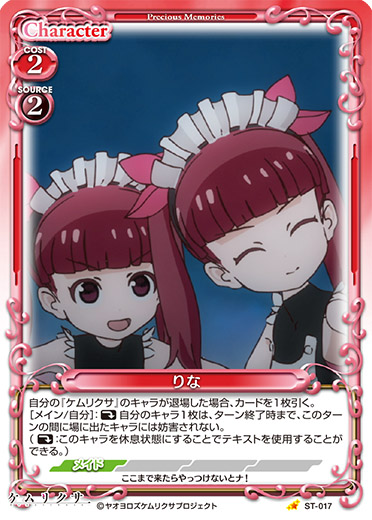 Precious Memories
Character
COST
2
SOURCE
2
りな
自分の『ケムリクサ』のキャラが退場した場合、カードを1枚引く。
[メイン/自分]:自分のキャラ1枚は、ターン終了時まで、このター
ンの間に場に出たキャラには妨害されない。
(:このキャラを休息状態にすることでテキストを使用することが
できる。)
メイド
ここまで来たらやっつけないとナ!
ケムリクサ
©ヤオヨロズケムリクサプロジェクト
ST-017